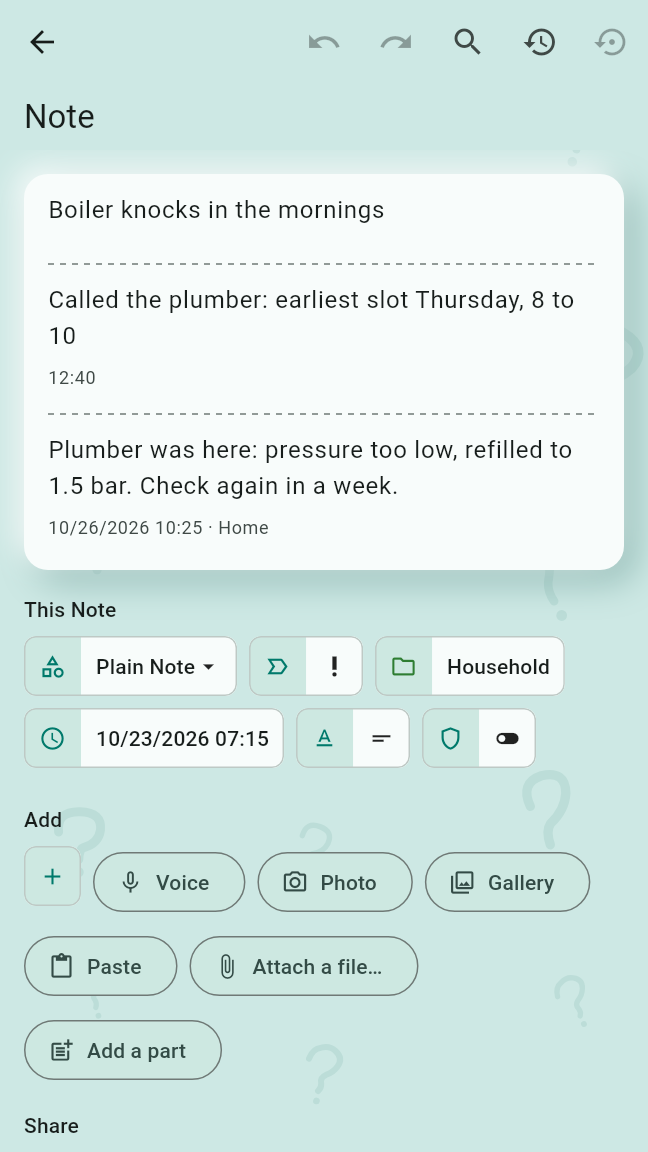 Note
Boiler knocks in the mornings
Called the plumber: earliest slot Thursday, 8 to
10
12:40
Plumber was here: pressure too low, refilled to
1.5 bar. Check again in a week.
10/26/2026 10:25 · Home
This Note
Plain Note
Household
10/23/2026 07:15
Add
Voice
Photo
Gallery
Paste
Attach a file…
Add a part
Share